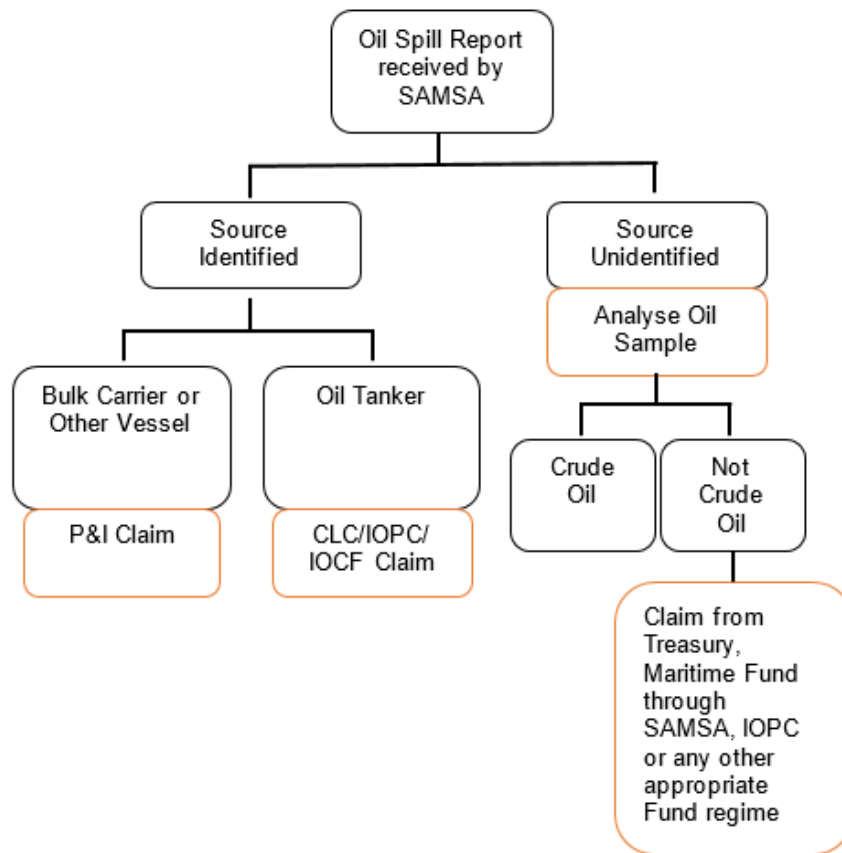 Oil Spill Report
received by
SAMSA
Source
Identified
Source
Unidentified
Analyse Oil
Sample
Bulk Carrier or
Other Vessel
Oil Tanker
Crude
Oil
Not
Crude
Oil
P&I Claim
CLC/IOPC/
IOCF Claim
Claim from
Treasury,
Maritime Fund
through
SAMSA, IOPC
or any other
appropriate
Fund regime